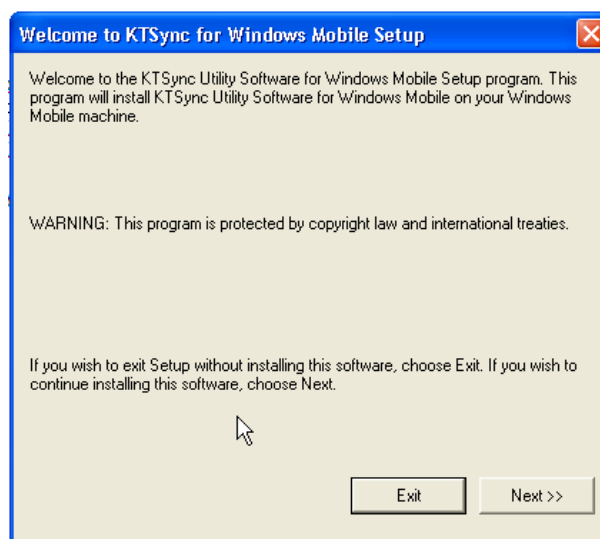 Welcome to KTSync for Windows Mobile Setup
Welcome to the KTSync Utility Software for Windows Mobile Setup program. This
program will install KTSync Utility Software for Windows Mobile on your Windows
Mobile machine.
WARNING: This program is protected by copyright law and international treaties.
If you wish to exit Setup without installing this software, choose Exit. If you wish to
continue installing this software, choose Next.
Exit
Next >>